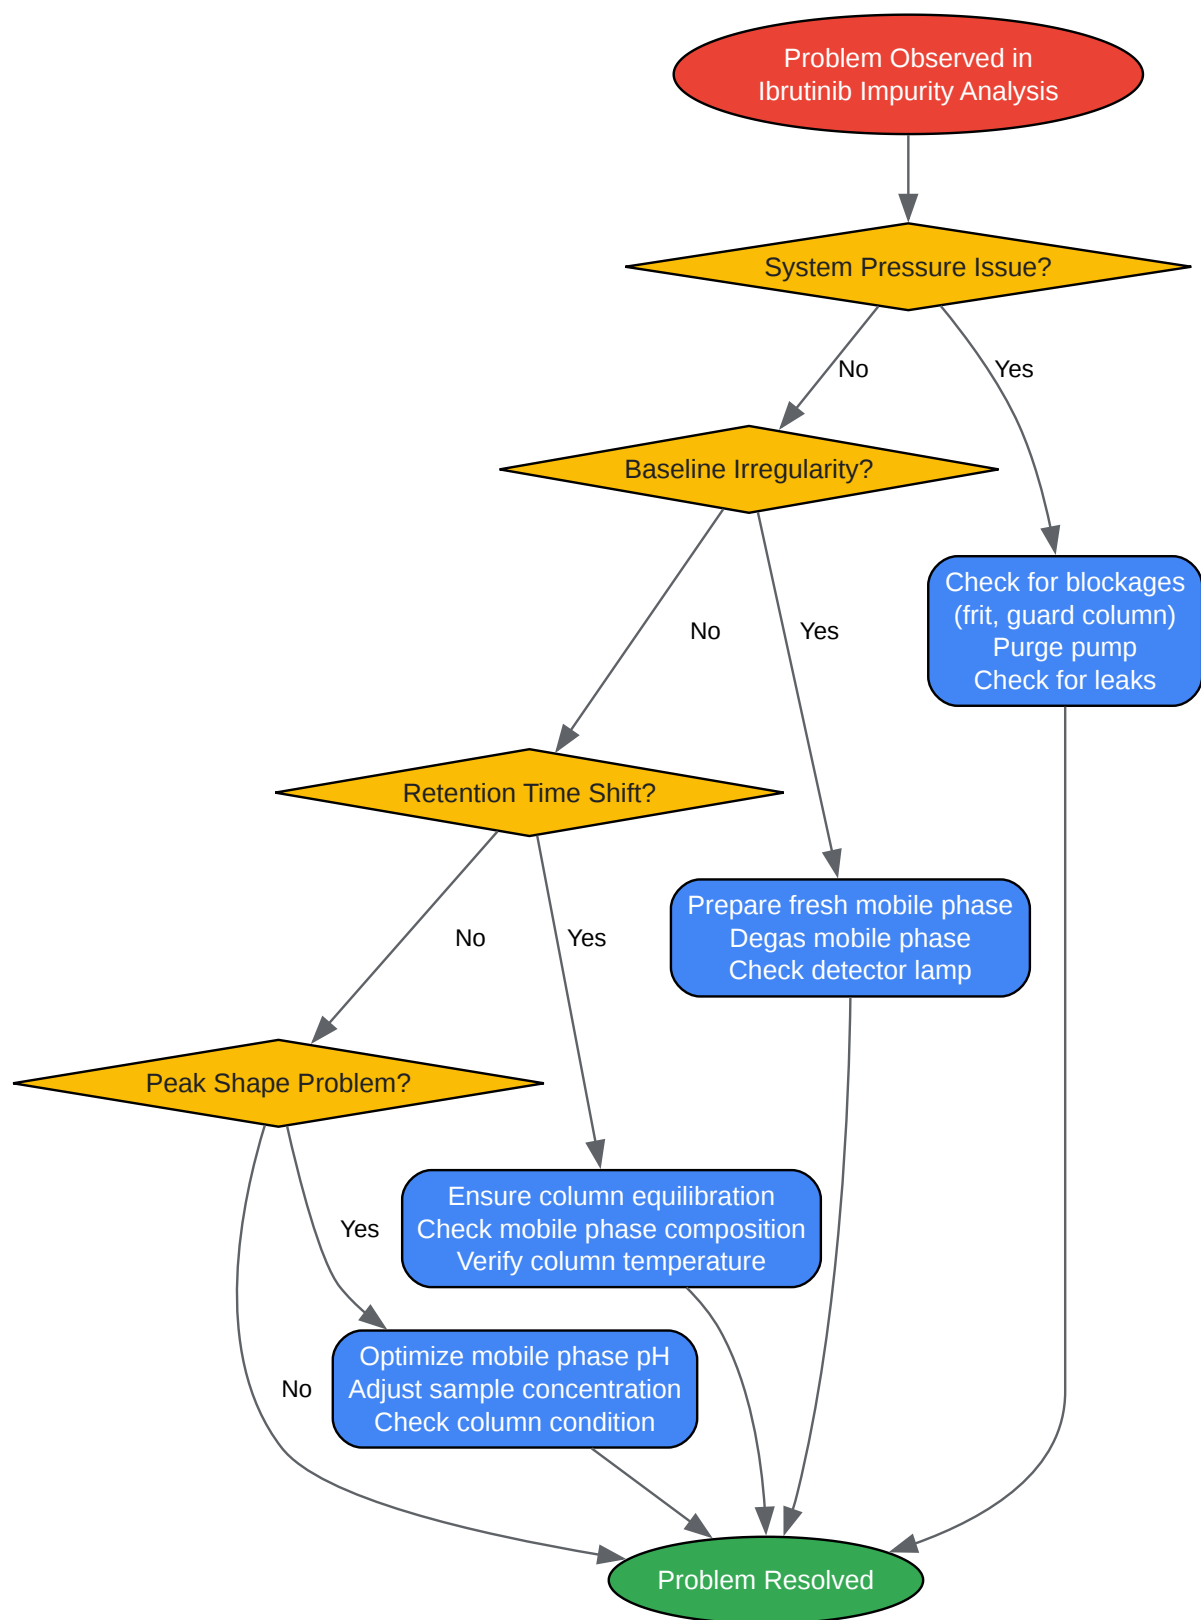 Problem Observed in
Ibrutinib Impurity Analysis
System Pressure Issue?
No
Yes
Baseline Irregularity?
Check for blockages
(frit, guard column)
Purge pump
Check for leaks
No
Yes
Retention Time Shift?
Prepare fresh mobile phase
Degas mobile phase
Check detector lamp
No
Yes
Peak Shape Problem?
Ensure column equilibration
Check mobile phase composition
Verify column temperature
Yes
No
Optimize mobile phase pH
Adjust sample concentration
Check column condition
Problem Resolved